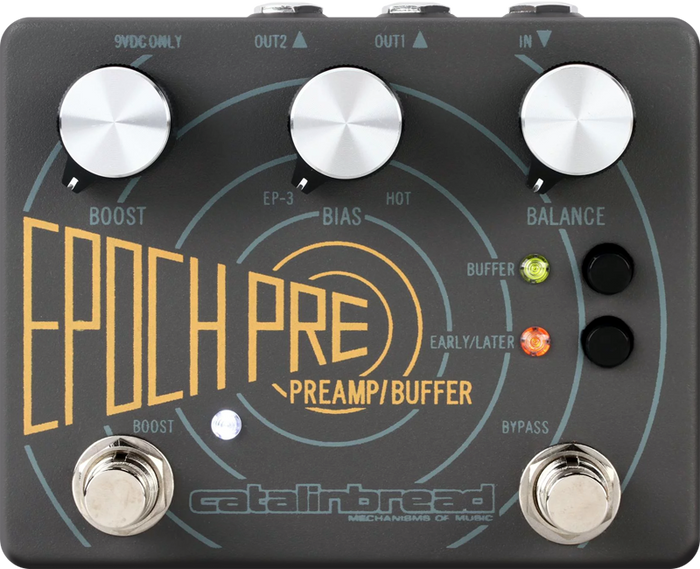 9VDC ONLY
OUT2
OUT1
IN
BOOST
EP-3
BIAS
HOT
BALANCE
EPOCH PRE
BUFFER
EARLY/LATER
PREAMP/BUFFER
BOOST
BYPASS
catalinbread
MECHANISMS OF MUSIC